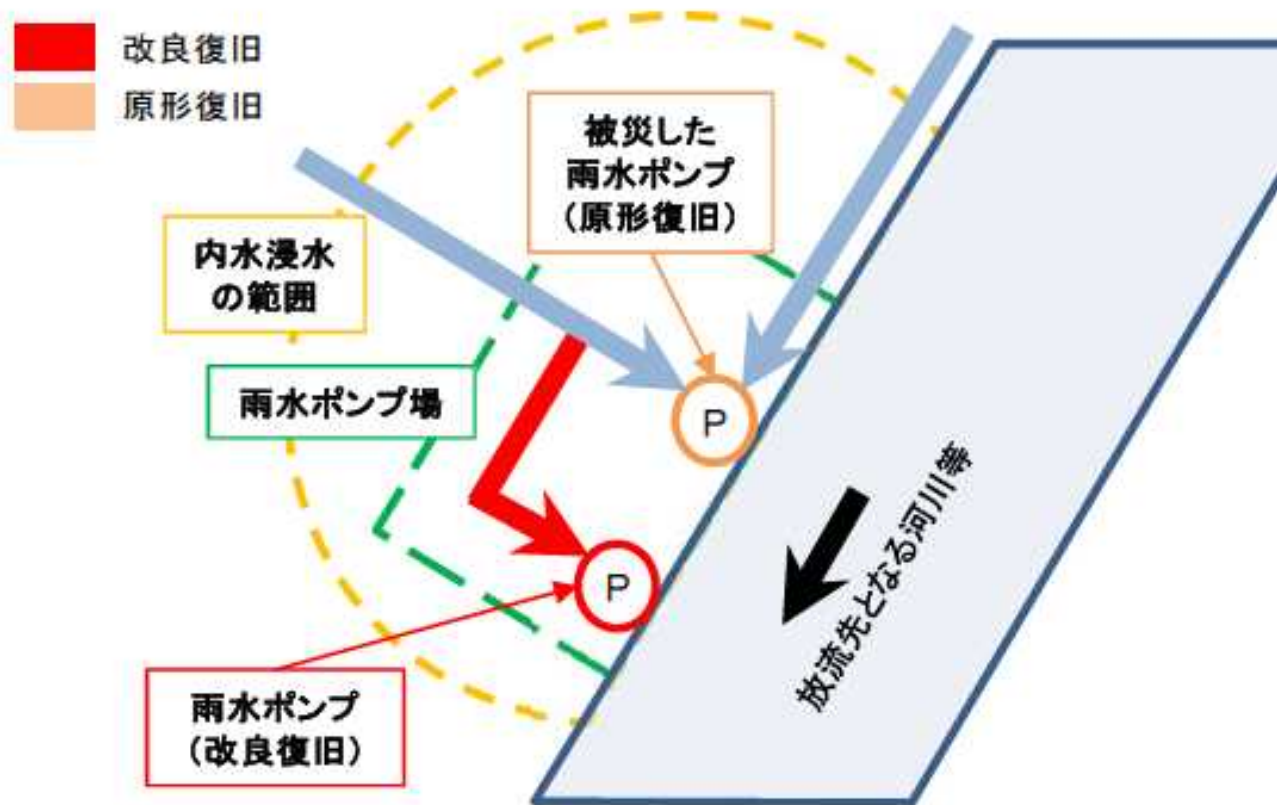 改良復旧
原形復旧
被災した
雨水ポンプ
（原形復旧）
内水浸水
の範囲
雨水ポンプ場
P
P
放流先となる河川等
雨水ポンプ
（改良復旧）